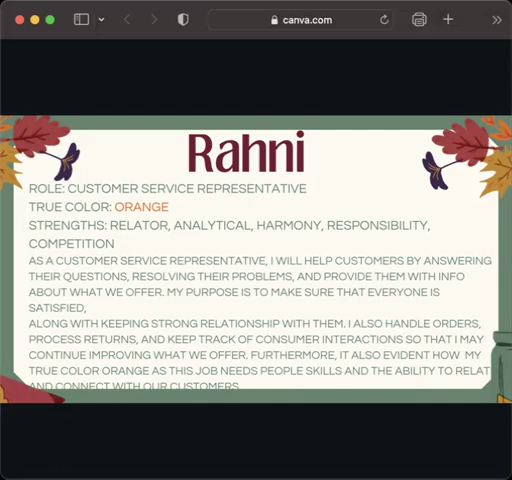 canva.com
Rahni
ROLE: CUSTOMER SERVICE REPRESENTATIVE
TRUE COLOR: ORANGE
STRENGTHS: RELATOR, ANALYTICAL, HARMONY, RESPONSIBILITY,
COMPETITION
AS A CUSTOMER SERVICE REPRESENTATIVE, I WILL HELP CUSTOMERS BY ANSWERING
THEIR QUESTIONS, RESOLVING THEIR PROBLEMS, AND PROVIDE THEM WITH INFO
ABOUT WHAT WE OFFER. MY PURPOSE IS TO MAKE SURE THAT EVERYONE IS
SATISFIED,
ALONG WITH KEEPING STRONG RELATIONSHIP WITH THEM. I ALSO HANDLE ORDERS,
PROCESS RETURNS, AND KEEP TRACK OF CONSUMER INTERACTIONS SO THAT I MAY
CONTINUE IMPROVING WHAT WE OFFER. FURTHERMORE, IT ALSO EVIDENT HOW MY
TRUE COLOR ORANGE AS THIS JOB NEEDS PEOPLE SKILLS AND THE ABILITY TO RELAT
AND CONNECT WITH OUR CUSTOMERS